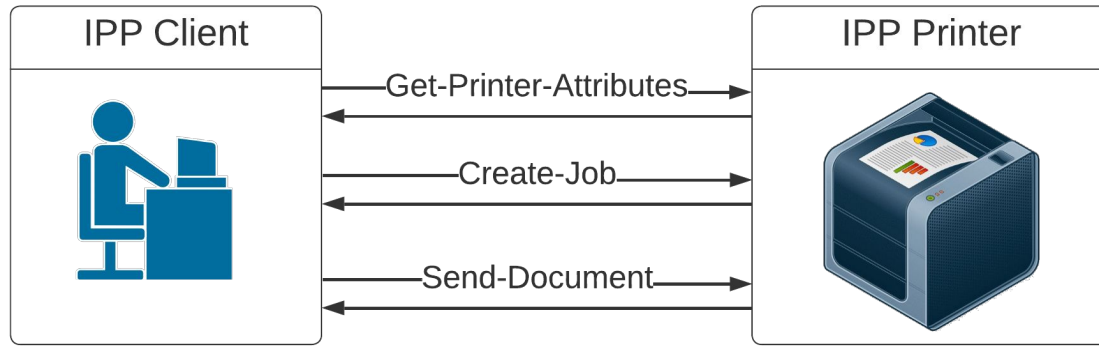 IPP Client
IPP Printer
Get-Printer-Attributes
Create-Job
Send-Document